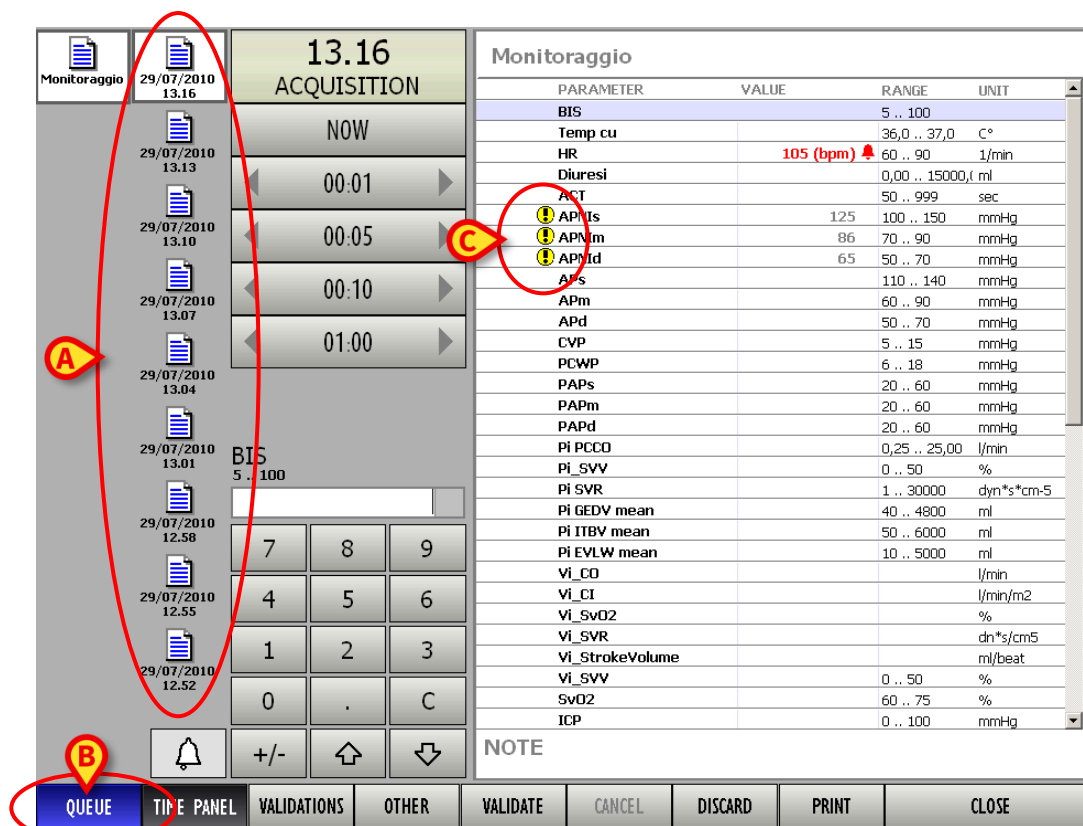 Monitoraggio
29/07/2010
13.16
29/07/2010
13.13
29/07/2010
13.10
29/07/2010
13.07
29/07/2010
13.04
29/07/2010
13.01
29/07/2010
12.58
29/07/2010
12.55
29/07/2010
12.52
A
B
C
13.16
ACQUISITION
NOW
00:01
00:05
00:10
01:00
BIS
5 .. 100
7 8 9
4 5 6
1 2 3
0 . C
+/-
Monitoraggio
PARAMETER VALUE RANGE UNIT
BIS 5 .. 100
Temp cu 36,0 .. 37,0 C°
HR 105 (bpm) 60 .. 90 1/min
Diuresi 0,00 .. 15000,( ml
ACT 50 .. 999 sec
APNIs 125 100 .. 150 mmHg
APNIm 86 70 .. 90 mmHg
APNId 65 50 .. 70 mmHg
APs 110 .. 140 mmHg
APm 60 .. 90 mmHg
APd 50 .. 70 mmHg
CVP 5 .. 15 mmHg
PCWP 6 .. 18 mmHg
PAPs 20 .. 60 mmHg
PAPm 20 .. 60 mmHg
PAPd 20 .. 60 mmHg
Pi PCCO 0,25 .. 25,00 l/min
Pi_SVV 0 .. 50 %
Pi SVR 1 .. 30000 dyn*s*cm-5
Pi GEDV mean 40 .. 4800 ml
Pi ITBV mean 50 .. 6000 ml
Pi EVLW mean 10 .. 5000 ml
Vi_CO l/min
Vi_CI l/min/m2
Vi_SvO2 %
Vi_SVR dn*s/cm5
Vi_StrokeVolume ml/beat
Vi_SVV 0 .. 50 %
SvO2 60 .. 75 %
ICP 0 .. 100 mmHg
NOTE
QUEUE TIME PANEL VALIDATIONS OTHER VALIDATE CANCEL DISCARD PRINT CLOSE